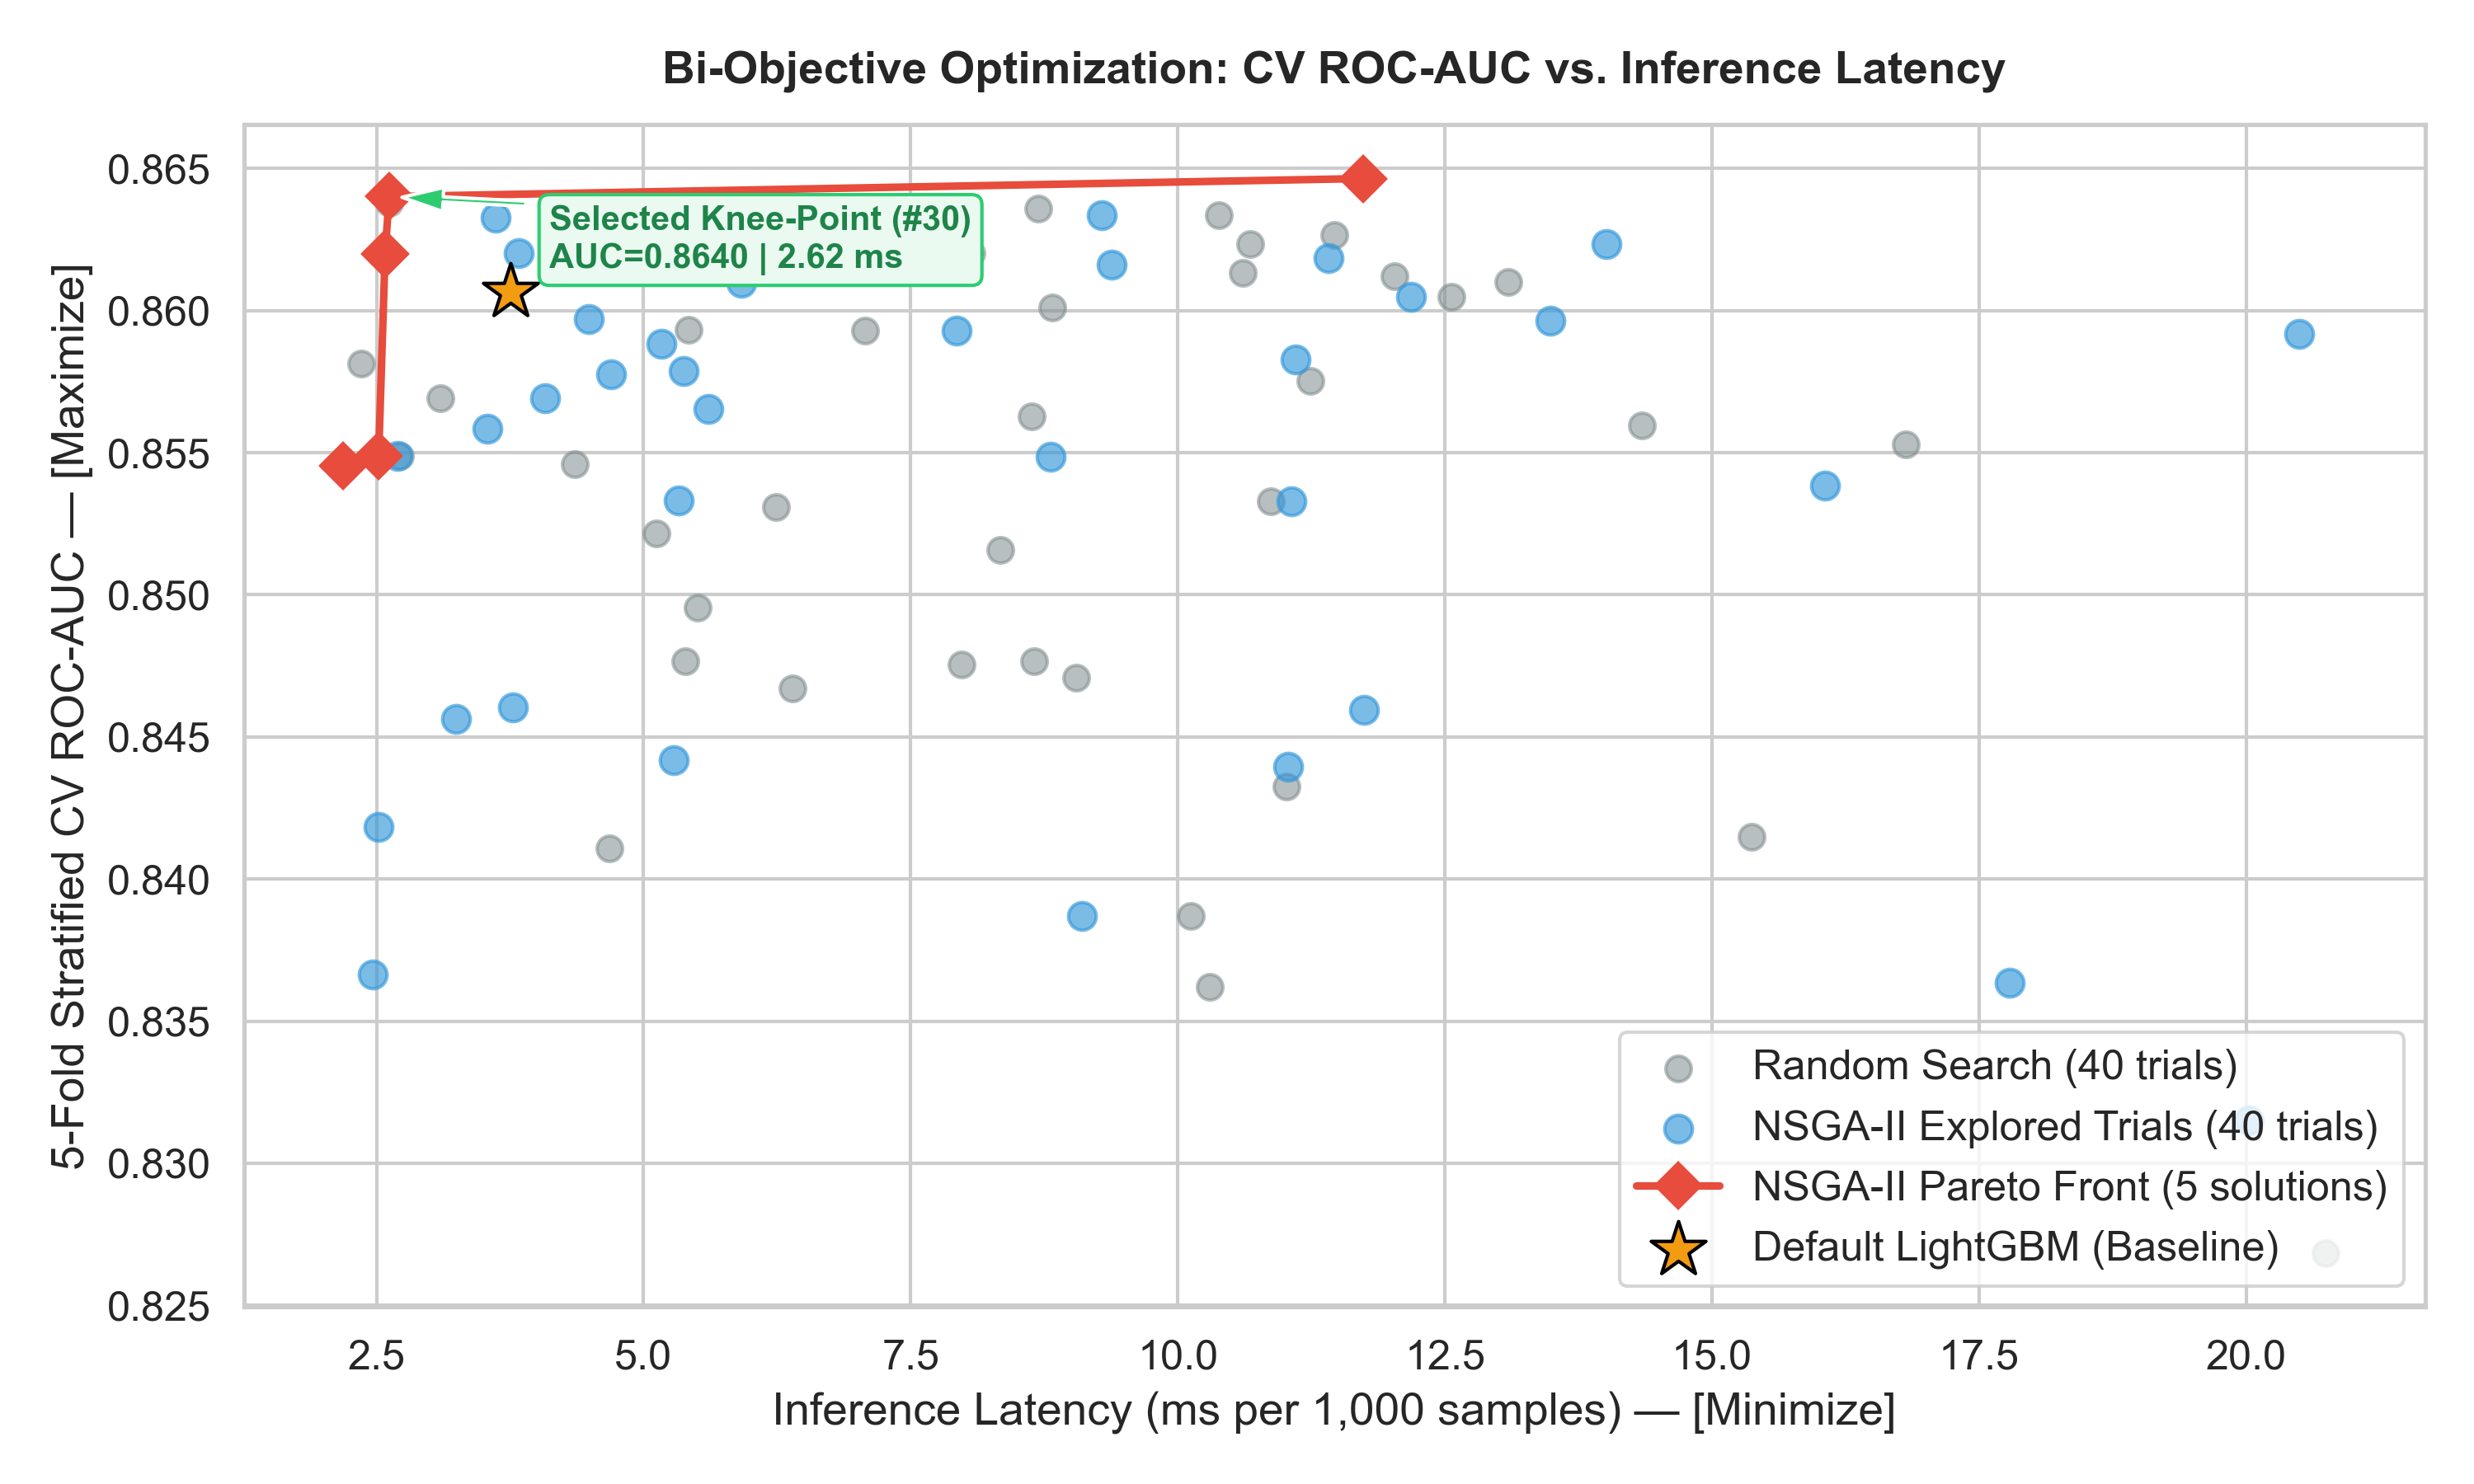 Bi-Objective Optimization: CV ROC-AUC vs. Inference Latency
5-Fold Stratified CV ROC-AUC — [Maximize]
0.865
0.860
0.855
0.850
0.845
0.840
0.835
0.830
0.825
Selected Knee-Point (#30)
AUC=0.8640 | 2.62 ms
Random Search (40 trials)
NSGA-II Explored Trials (40 trials)
NSGA-II Pareto Front (5 solutions)
Default LightGBM (Baseline)
2.5 5.0 7.5 10.0 12.5 15.0 17.5 20.0
Inference Latency (ms per 1,000 samples) — [Minimize]